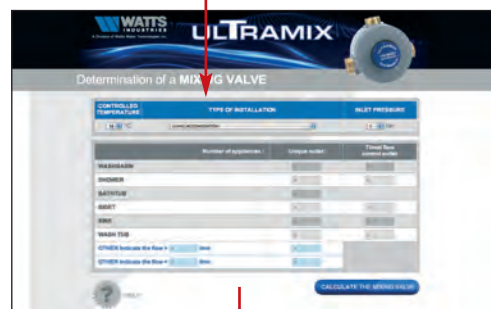 WATTS
INDUSTRIES
ULTRAMIX
Determination of a MIXING VALVE
CONTROLLED
TEMPERATURE
TYPE OF INSTALLATION
INLET PRESSURE
°C
bar
Number of appliances :
Unique outlet :
Timed flow
control outlet
WASHBASIN
SHOWER
BATHTUB
BIDET
SINK
WASH TUB
OTHER Indicate the flow =
OTHER Indicate the flow =
CALCULATE THE MIXING VALVE
?